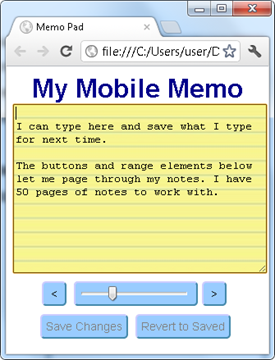 Memo Pad
file:///C:/Users/user/D
My Mobile Memo
I can type here and save what I type
for next time.
The buttons and range elements below
let me page through my notes. I have
50 pages of notes to work with.
< >
Save Changes Revert to Saved